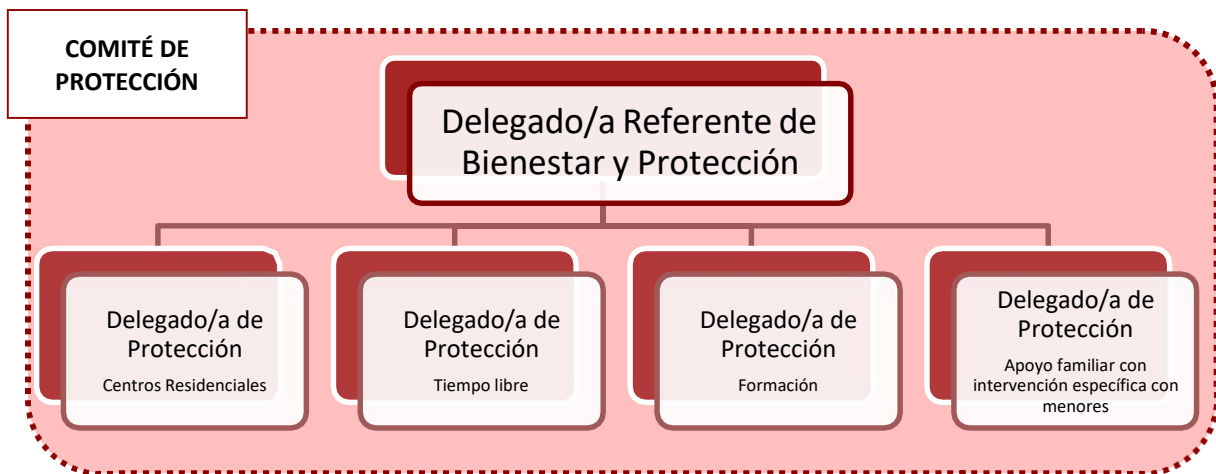 COMITÉ DE
PROTECCIÓN
Delegado/a Referente de
Bienestar y Protección
Delegado/a de
Protección
Centros Residenciales
Delegado/a de
Protección
Tiempo libre
Delegado/a de
Protección
Formación
Delegado/a de
Protección
Apoyo familiar con
intervención específica con
menores